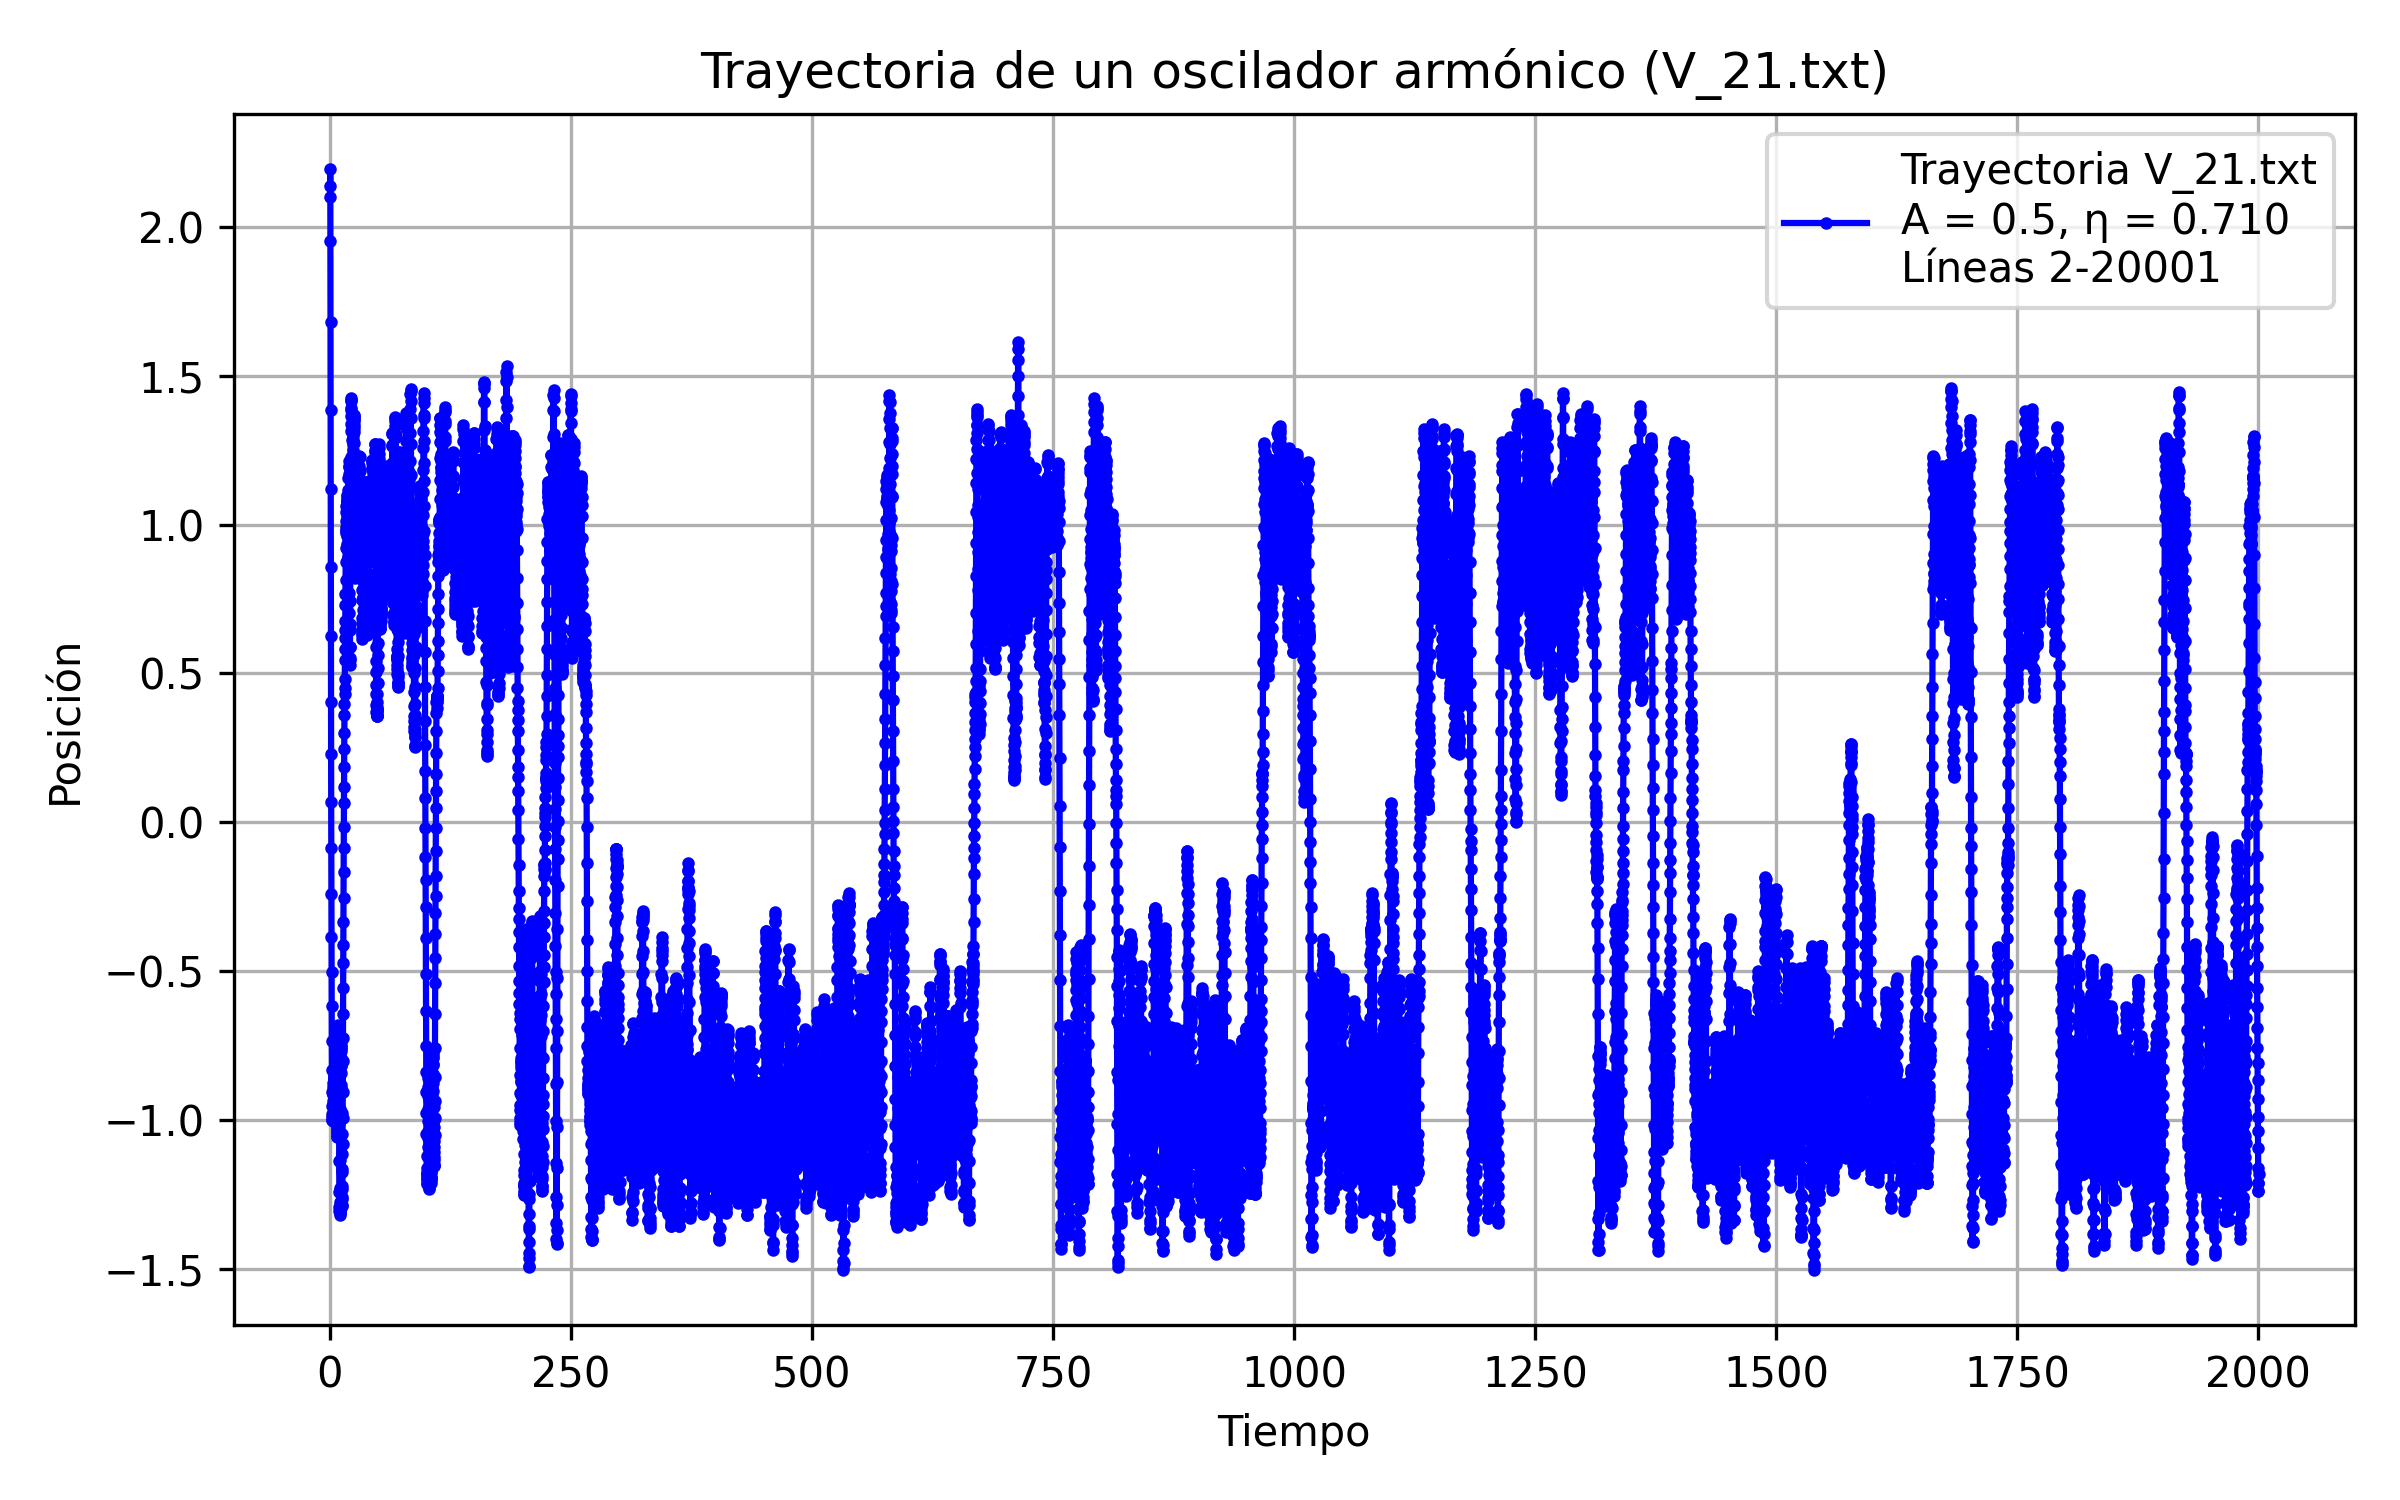 Trayectoria de un oscilador armónico (V_21.txt)
Trayectoria V_21.txt
A = 0.5, η = 0.710
Líneas 2-20001
Posición
2.0
1.5
1.0
0.5
0.0
−0.5
−1.0
−1.5
0 250 500 750 1000 1250 1500 1750 2000
Tiempo